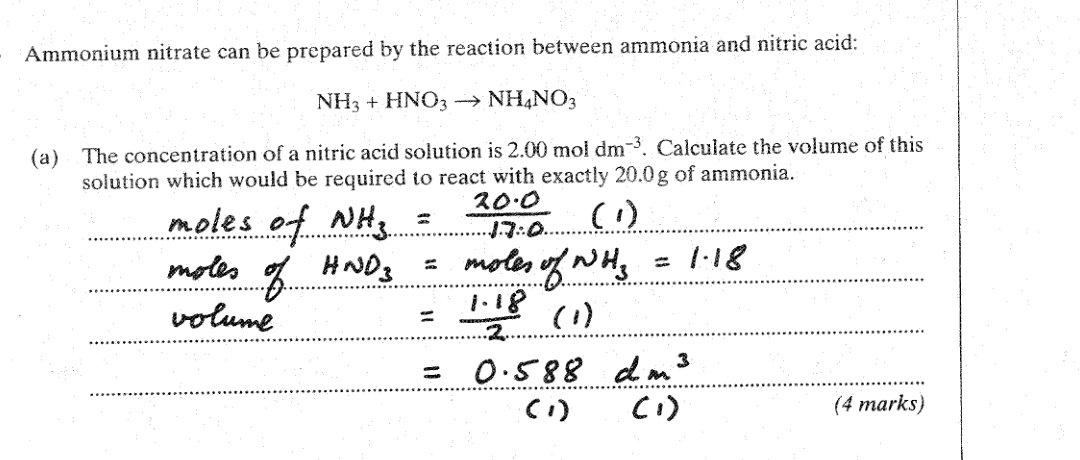 Ammonium nitrate can be prepared by the reaction between ammonia and nitric acid:
NH₃ + HNO₃ → NH₄NO₃
(a) The concentration of a nitric acid solution is 2.00 mol dm⁻³. Calculate the volume of this
solution which would be required to react with exactly 20.0 g of ammonia.
moles of NH₃ = 20.0/17.0 (1)
moles of HNO₃ = moles of NH₃ = 1.18
volume = 1.18/2 (1)
= 0.588 dm³
(1) (1) (4 marks)